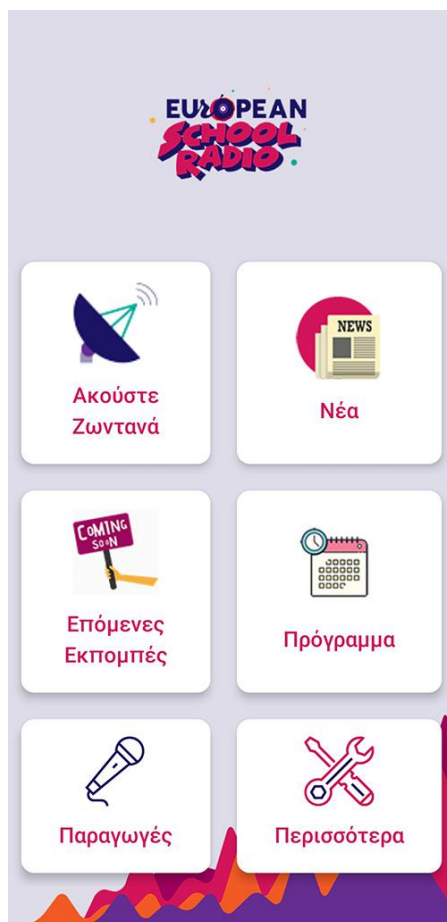 EUROPEAN
SCHOOL
RADIO
Ακούστε
Ζωντανά
NEWS
Νέα
COMING
SOON
Επόμενες
Εκπομπές
Πρόγραμμα
Παραγωγές
Περισσότερα